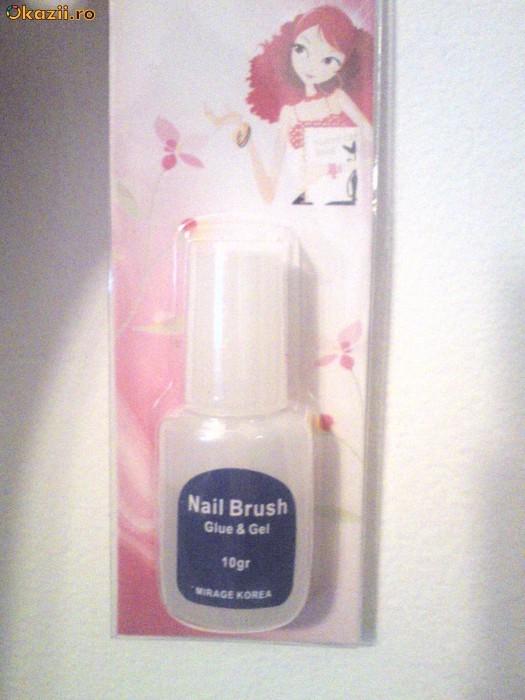 Okazii.ro
Nail Brush
Glue & Gel
10gr
MIRAGE KOREA